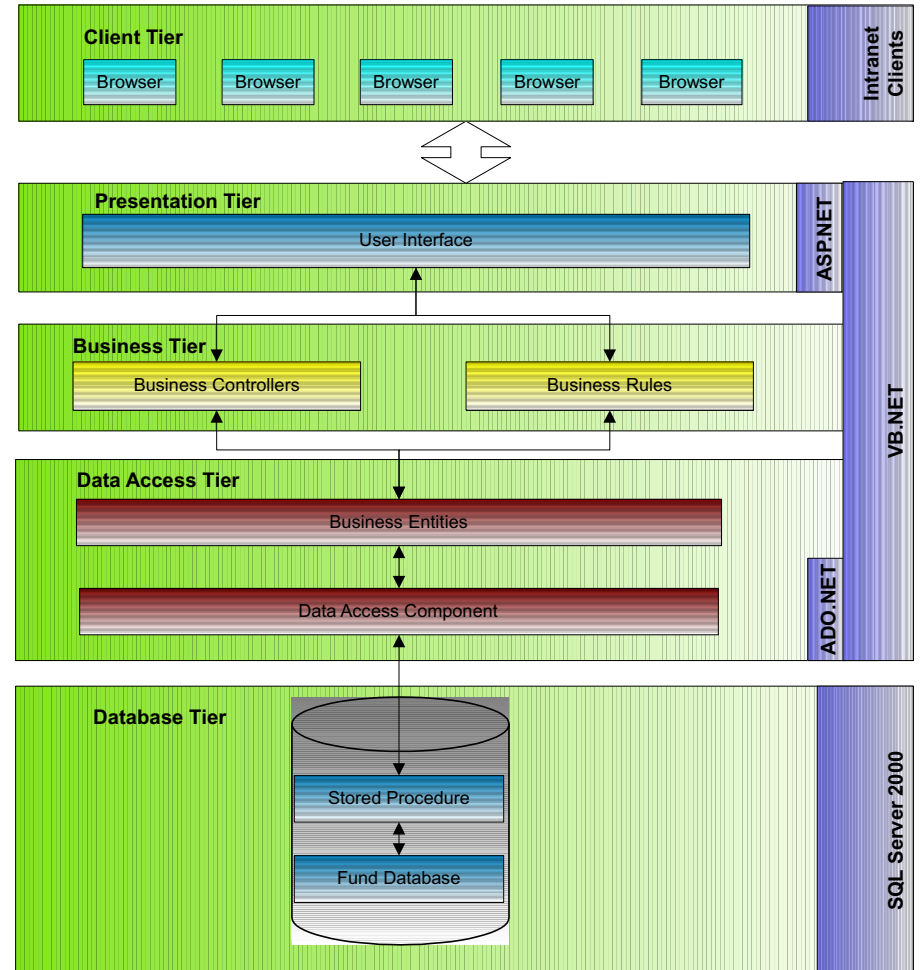 Client Tier
Browser
Browser
Browser
Browser
Browser
Intranet
Clients
Presentation Tier
User Interface
ASP.NET
Business Tier
Business Controllers
Business Rules
VB.NET
Data Access Tier
Business Entities
Data Access Component
ADO.NET
Database Tier
Stored Procedure
Fund Database
SQL Server 2000